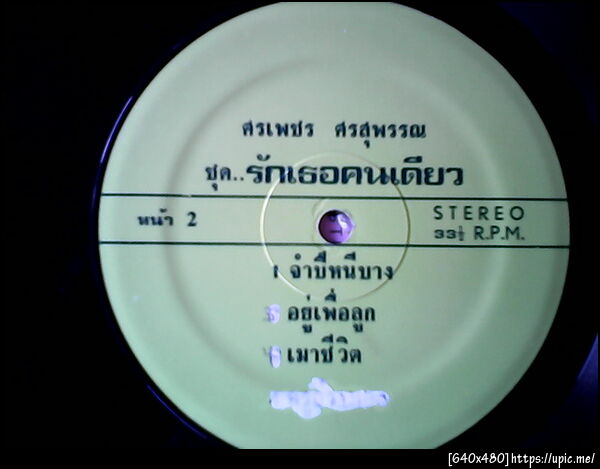 ศรเพชร ศรสุพรรณ
ชุด..รักเธอคนเดียว
หน้า 2
STEREO
33⅓ R.P.M.
1 จำปีหนีบาง
อยู่เพื่อลูก
เมาชีวิต
[640x480]https://upic.me/